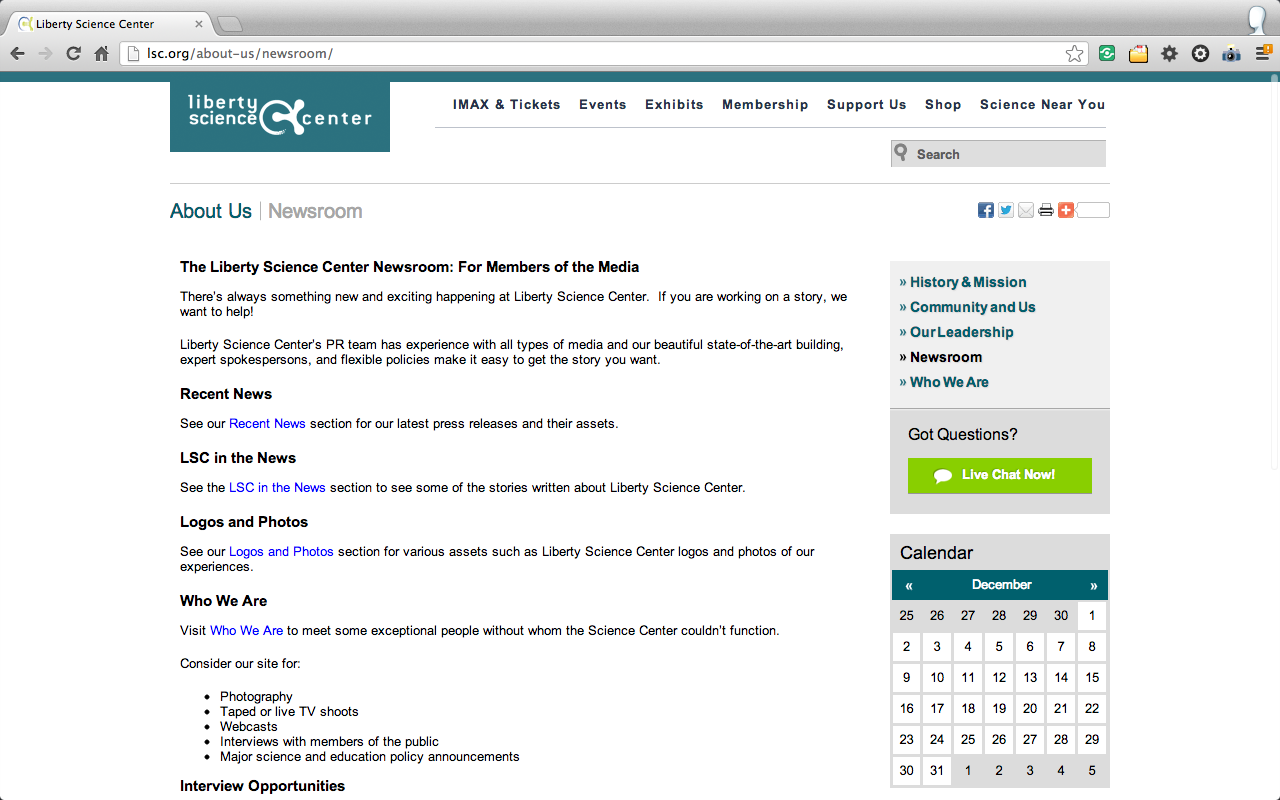 Liberty Science Center
lsc.org/about-us/newsroom/
liberty
science center
IMAX & Tickets Events Exhibits Membership Support Us Shop Science Near You
Search
About Us | Newsroom
The Liberty Science Center Newsroom: For Members of the Media
There's always something new and exciting happening at Liberty Science Center.  If you are working on a story, we
want to help!
Liberty Science Center's PR team has experience with all types of media and our beautiful state-of-the-art building,
expert spokespersons, and flexible policies make it easy to get the story you want.
Recent News
See our Recent News section for our latest press releases and their assets.
LSC in the News
See the LSC in the News section to see some of the stories written about Liberty Science Center.
Logos and Photos
See our Logos and Photos section for various assets such as Liberty Science Center logos and photos of our
experiences.
Who We Are
Visit Who We Are to meet some exceptional people without whom the Science Center couldn't function.
Consider our site for:
• Photography
• Taped or live TV shoots
• Webcasts
• Interviews with members of the public
• Major science and education policy announcements
Interview Opportunities
» History & Mission
» Community and Us
» Our Leadership
» Newsroom
» Who We Are
Got Questions?
Live Chat Now!
Calendar
« December »
25 26 27 28 29 30 1
2 3 4 5 6 7 8
9 10 11 12 13 14 15
16 17 18 19 20 21 22
23 24 25 26 27 28 29
30 31 1 2 3 4 5